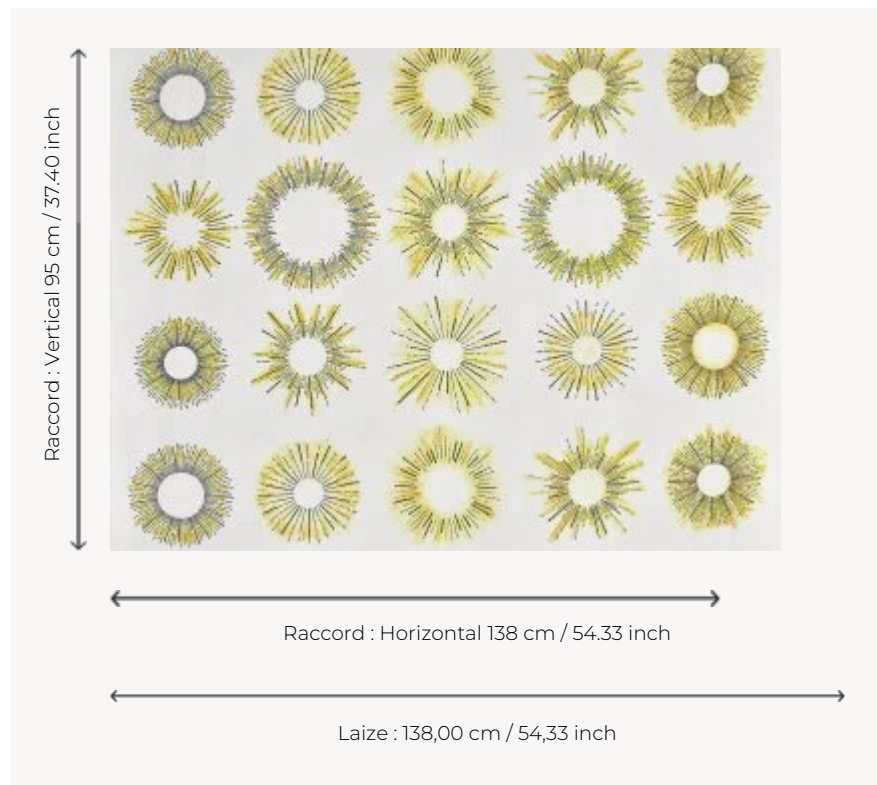 Raccord : Vertical 95 cm / 37.40 inch
Raccord : Horizontal 138 cm / 54.33 inch
Laize : 138,00 cm / 54,33 inch